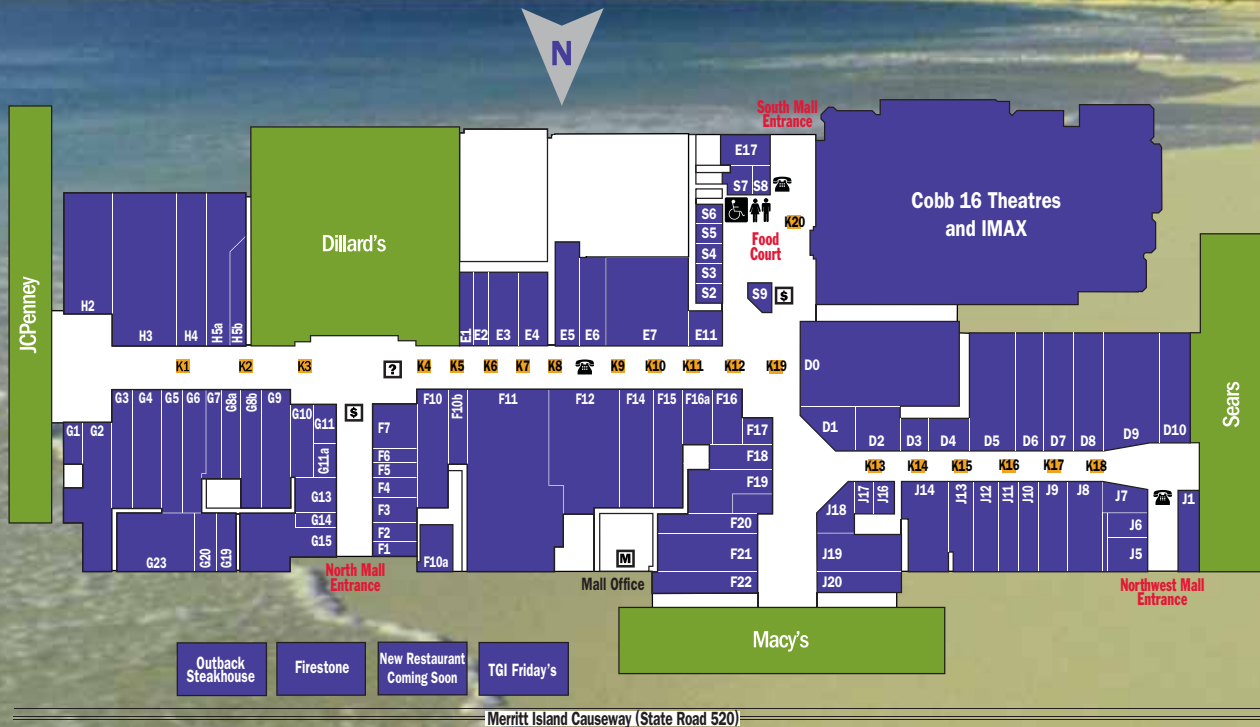 N
South Mall
Entrance
E17
S7 S8
Cobb 16 Theatres
and IMAX
S6
K20
S5
Food
Court
Dillard's
S4
S3
S2
S9 $
JCPenney
H2
H3
H4
H5a
H5b
E1
E2
E3
E4
E5
E6
E7
E11
D0
Sears
K1
K2
K3
?
K4
K5
K6
K7
K8
K9
K10
K11
K12
K19
G1
G2
G3
G4
G5
G6
G7
G8a
G8b
G9
G10
G11
G11a
G13
G14
G15
G23
G20
G19
$
F7
F6
F5
F4
F3
F2
F1
F10
F10b
F10a
F11
F12
F14
F15
F16a
F16
F17
F18
F19
F20
F21
F22
D1
D2
D3
D4
D5
D6
D7
D8
D9
D10
K13
K14
K15
K16
K17
K18
J18
J17
J16
J14
J13
J12
J11
J10
J9
J8
J7
J6
J5
J1
J19
J20
M
Mall Office
North Mall
Entrance
Northwest Mall
Entrance
Macy's
Outback
Steakhouse
Firestone
New Restaurant
Coming Soon
TGI Friday's
Merritt Island Causeway (State Road 520)